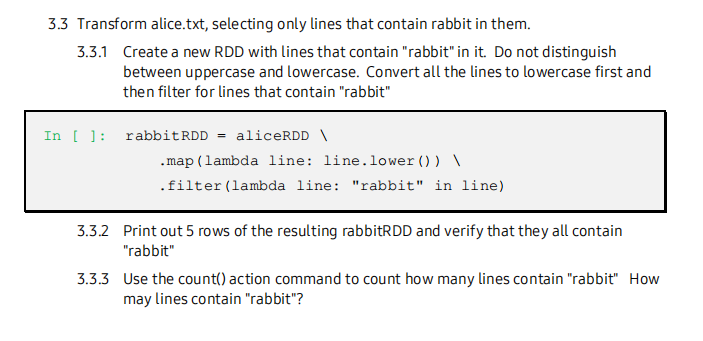 3.3 Transform alice.txt, selecting only lines that contain rabbit in them.
3.3.1 Create a new RDD with lines that contain "rabbit" in it. Do not distinguish
between uppercase and lowercase. Convert all the lines to lowercase first and
then filter for lines that contain "rabbit"
In [ ]: rabbitRDD = aliceRDD \
.map(lambda line: line.lower()) \
.filter(lambda line: "rabbit" in line)
3.3.2 Print out 5 rows of the resulting rabbitRDD and verify that they all contain
"rabbit"
3.3.3 Use the count() action command to count how many lines contain "rabbit" How
may lines contain "rabbit"?